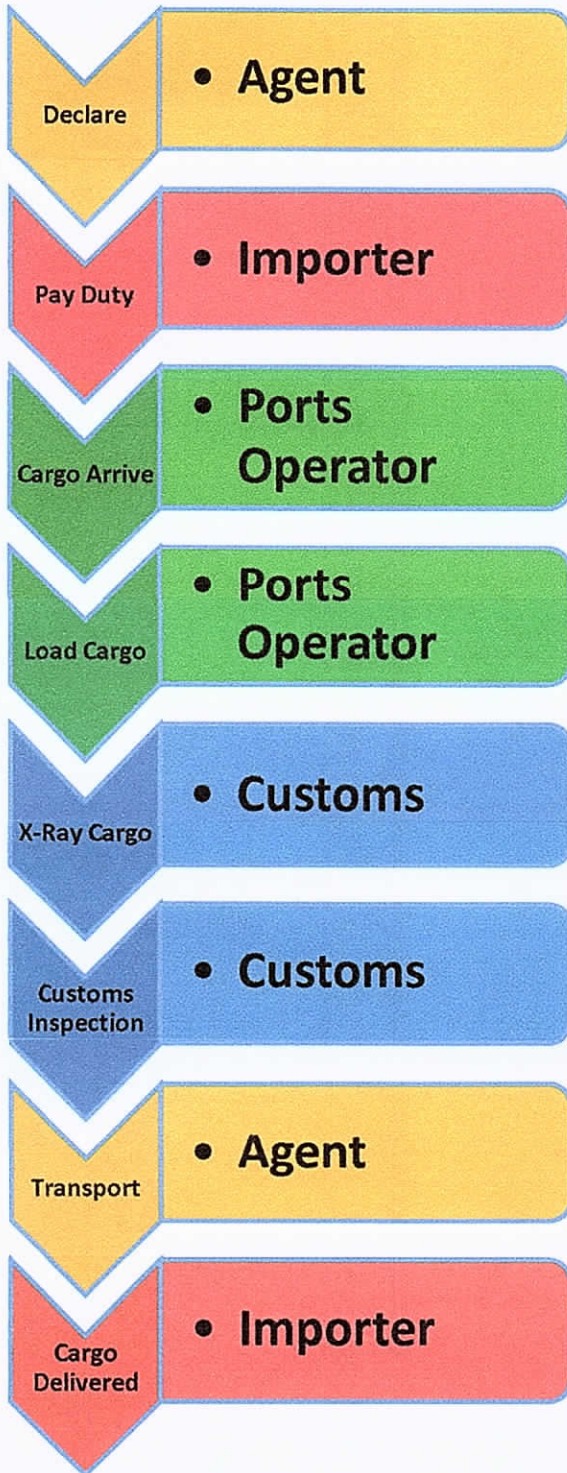 Declare
• Agent
Pay Duty
• Importer
Cargo Arrive
• Ports
Operator
Load Cargo
• Ports
Operator
X-Ray Cargo
• Customs
Customs
Inspection
• Customs
Transport
• Agent
Cargo
Delivered
• Importer